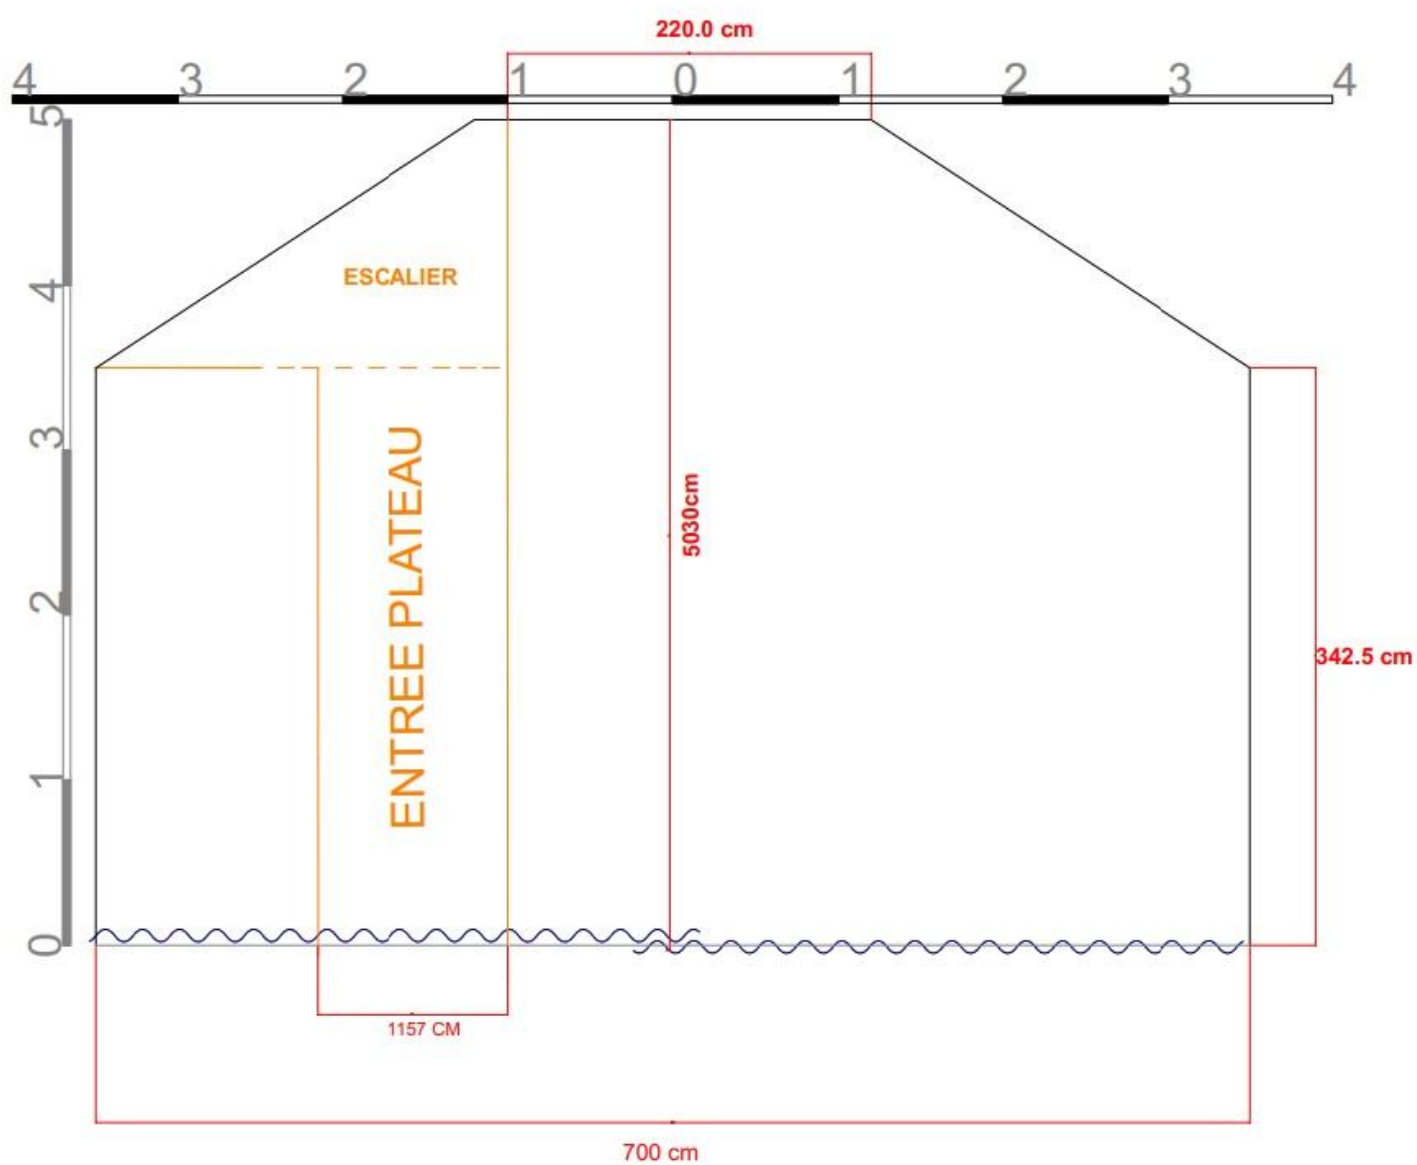 220.0 cm
4 3 2 1 0 1 2 3 4
5
ESCALIER
4
3
ENTREE PLATEAU
5030cm
2
342.5 cm
1
0
1157 CM
700 cm